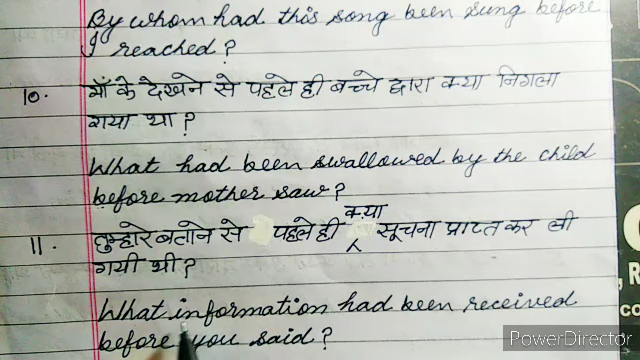 By whom had this song been sung before
I reached?
10. माँ के देखने से पहले ही बच्चे द्वारा क्या निगला
गया था?
What had been swallowed by the child
before mother saw?
11. तुम्हारे बताने से पहले ही क्या सूचना प्राप्त कर ली
गयी थी?
What information had been received
before you said?
PowerDirector